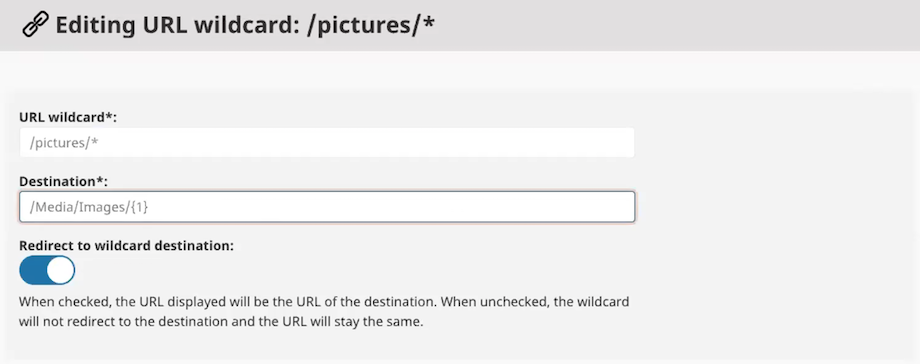 Editing URL wildcard: /pictures/*
URL wildcard*:
/pictures/*
Destination*:
/Media/Images/{1}
Redirect to wildcard destination:
When checked, the URL displayed will be the URL of the destination. When unchecked, the wildcard
will not redirect to the destination and the URL will stay the same.